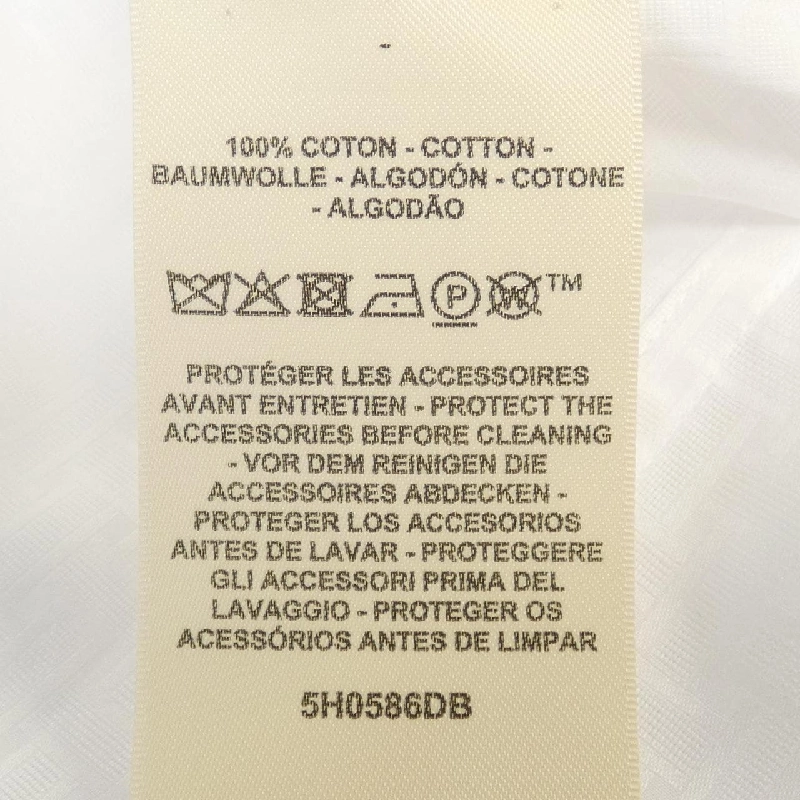 100% COTON - COTTON -
BAUMWOLLE - ALGODÓN - COTONE
- ALGODÃO
P W TM
PROTÉGER LES ACCESSOIRES
AVANT ENTRETIEN - PROTECT THE
ACCESSORIES BEFORE CLEANING
- VOR DEM REINIGEN DIE
ACCESSOIRES ABDECKEN -
PROTEGER LOS ACCESORIOS
ANTES DE LAVAR - PROTEGGERE
GLI ACCESSORI PRIMA DEL
LAVAGGIO - PROTEGER OS
ACESSÓRIOS ANTES DE LIMPAR
5H0586DB